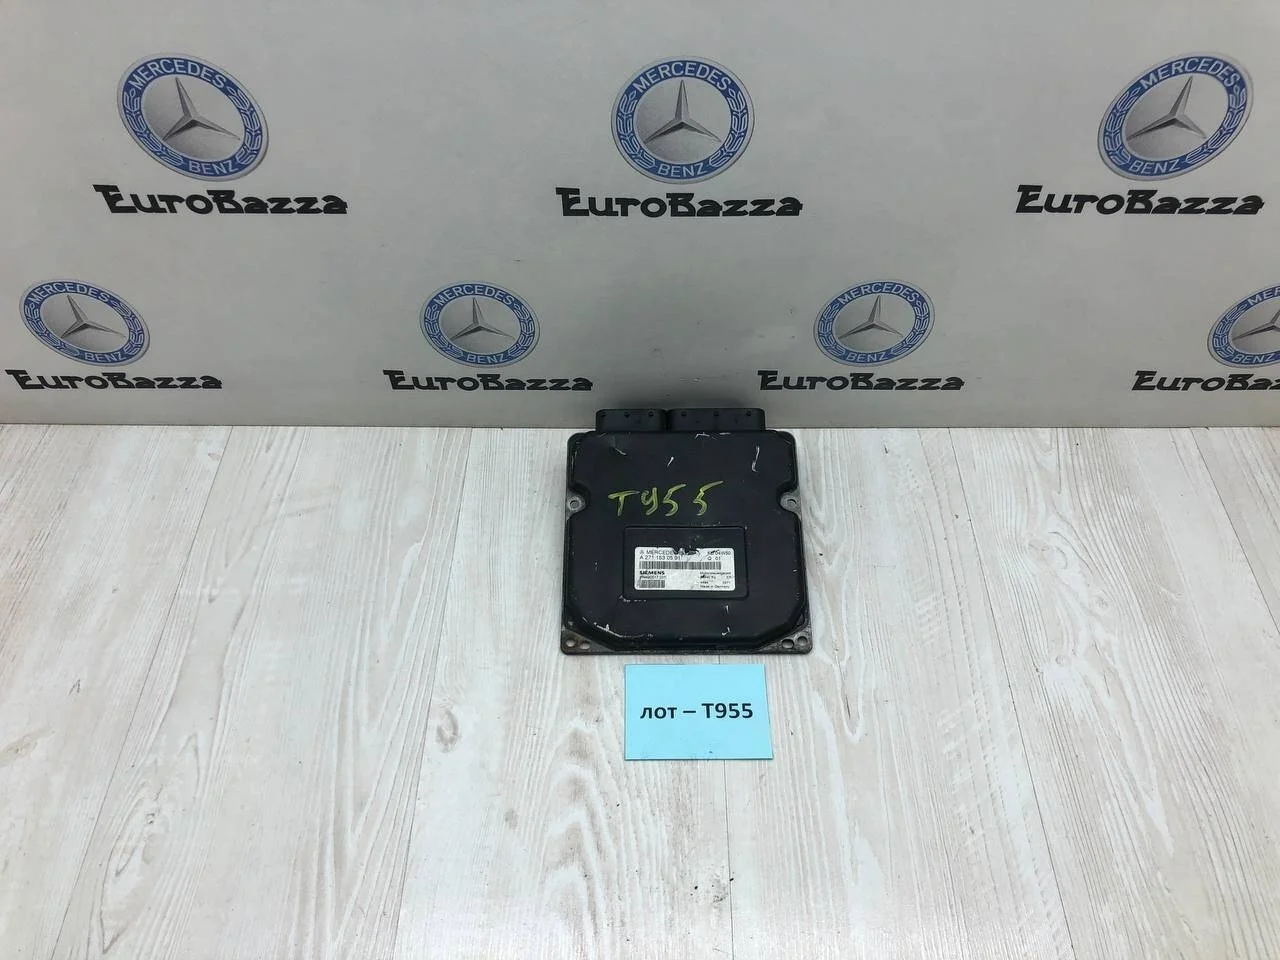 MERCEDES
BENZ
EuroBazza
MERCEDES
BENZ
EuroBazza
MERCEDES
BENZ
EuroBazza
MERCEDES
BENZ
EuroBazza
MERCEDES
BENZ
EuroBazza
MERCEDES
BENZ
EuroBazza
EuroBa
T955
MERCEDES
A 271 153 05 91
SIEMENS
Made in Germany
лот – Т955